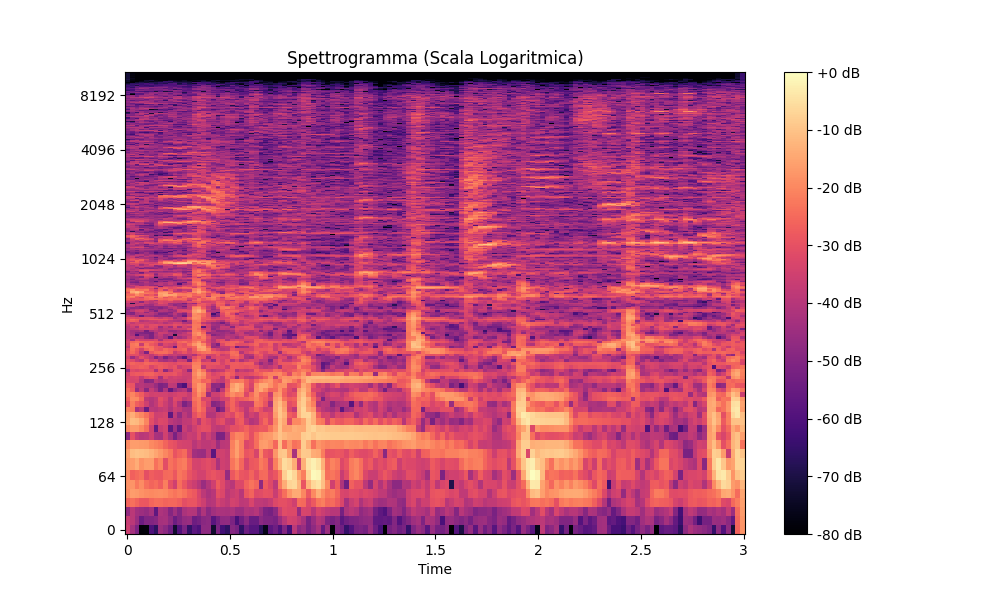 Spettrogramma (Scala Logaritmica)
8192
4096
2048
1024
512
256
128
64
0
Hz
0
0.5
1
1.5
2
2.5
3
Time
+0 dB
-10 dB
-20 dB
-30 dB
-40 dB
-50 dB
-60 dB
-70 dB
-80 dB